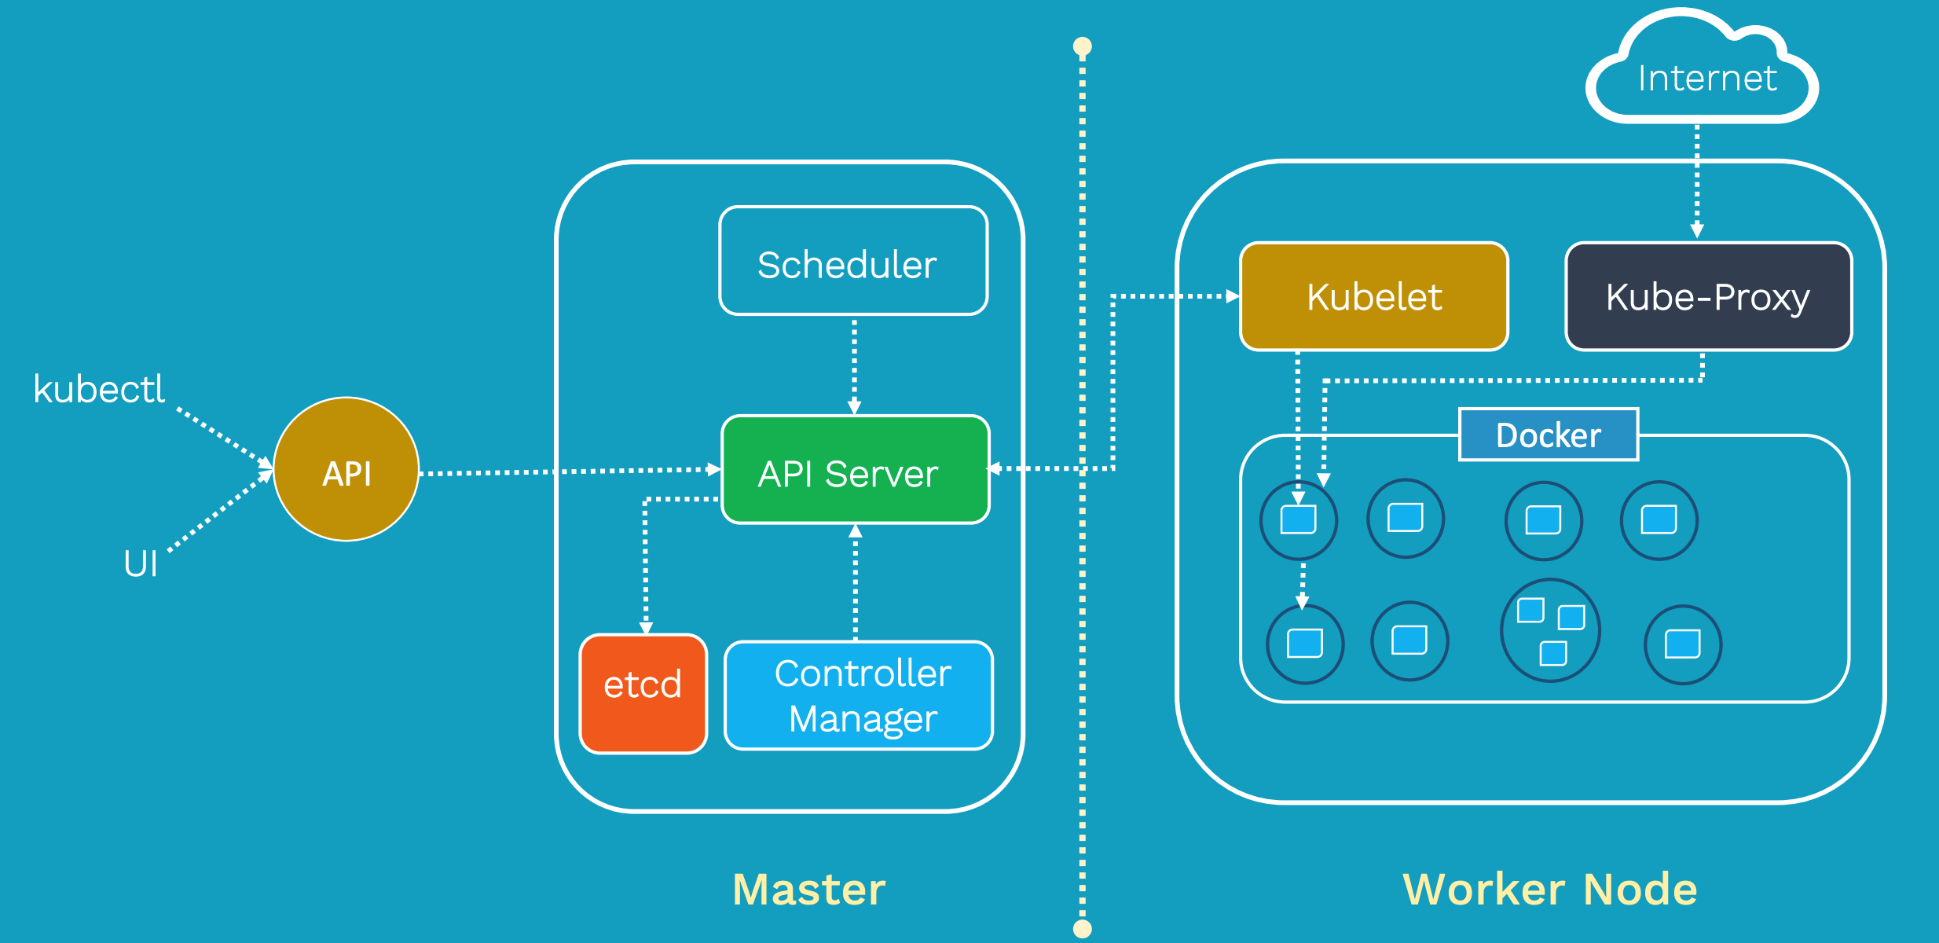 Internet
Scheduler
Kubelet
Kube-Proxy
kubectl
API
API Server
Docker
UI
etcd
Controller
Manager
Master
Worker Node